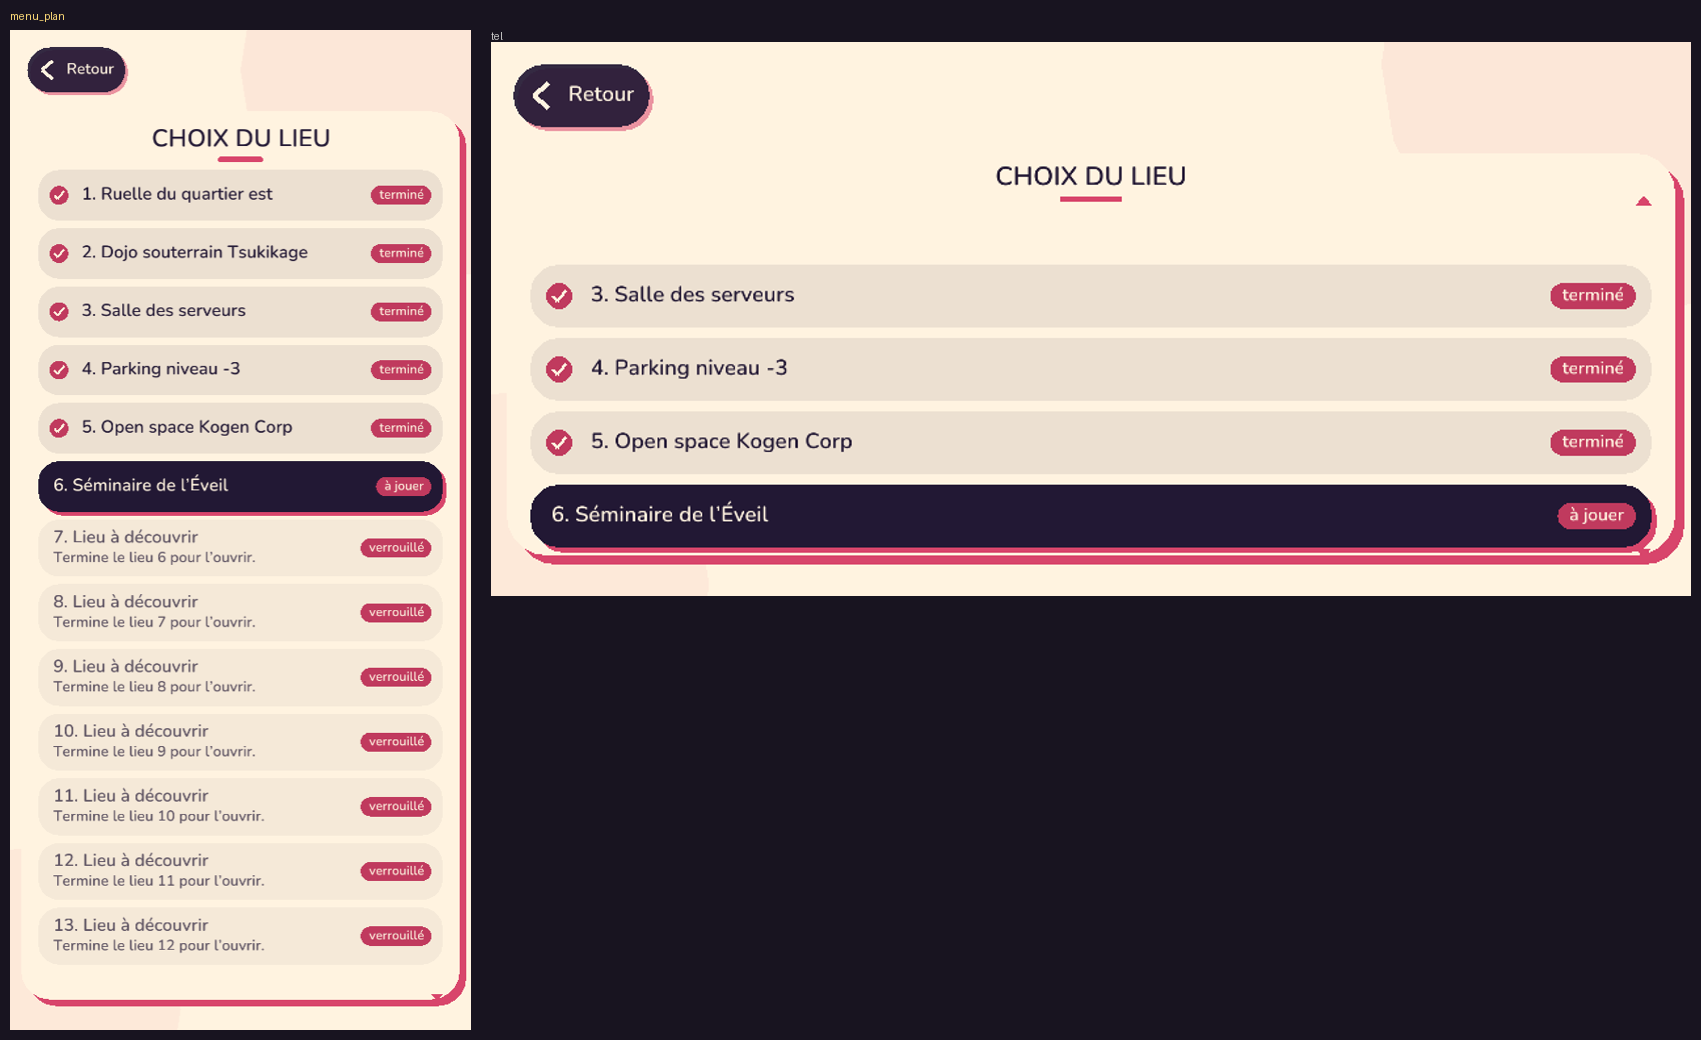 menu_plan
Retour
CHOIX DU LIEU
1. Ruelle du quartier est
terminé
2. Dojo souterrain Tsukikage
terminé
3. Salle des serveurs
terminé
4. Parking niveau -3
terminé
5. Open space Kogen Corp
terminé
6. Séminaire de l’Éveil
à jouer
7. Lieu à découvrir
Termine le lieu 6 pour l’ouvrir.
verrouillé
8. Lieu à découvrir
Termine le lieu 7 pour l’ouvrir.
verrouillé
9. Lieu à découvrir
Termine le lieu 8 pour l’ouvrir.
verrouillé
10. Lieu à découvrir
Termine le lieu 9 pour l’ouvrir.
verrouillé
11. Lieu à découvrir
Termine le lieu 10 pour l’ouvrir.
verrouillé
12. Lieu à découvrir
Termine le lieu 11 pour l’ouvrir.
verrouillé
13. Lieu à découvrir
Termine le lieu 12 pour l’ouvrir.
verrouillé
tel
Retour
CHOIX DU LIEU
3. Salle des serveurs
terminé
4. Parking niveau -3
terminé
5. Open space Kogen Corp
terminé
6. Séminaire de l’Éveil
à jouer